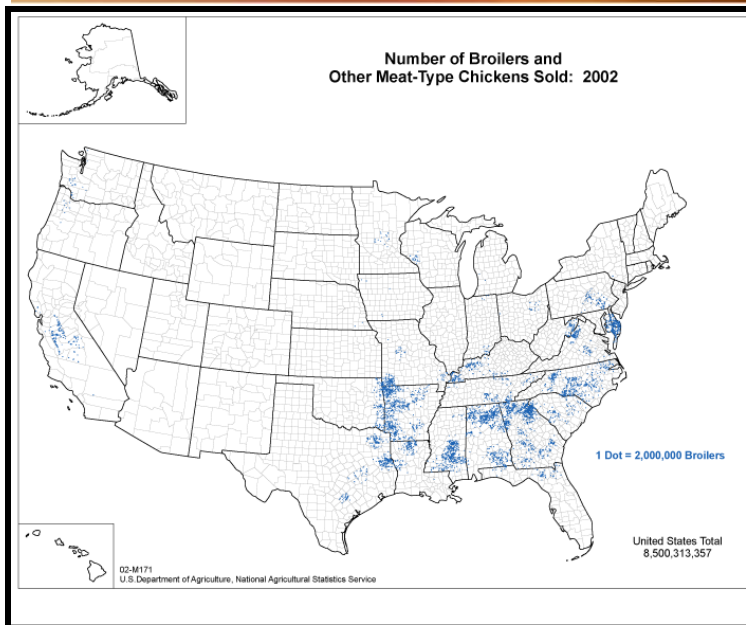 Number of Broilers and
Other Meat-Type Chickens Sold: 2002
1 Dot = 2,000,000 Broilers
United States Total
8,500,313,357
02-M171
U.S.Department of Agriculture, National Agricultural Statistics Service